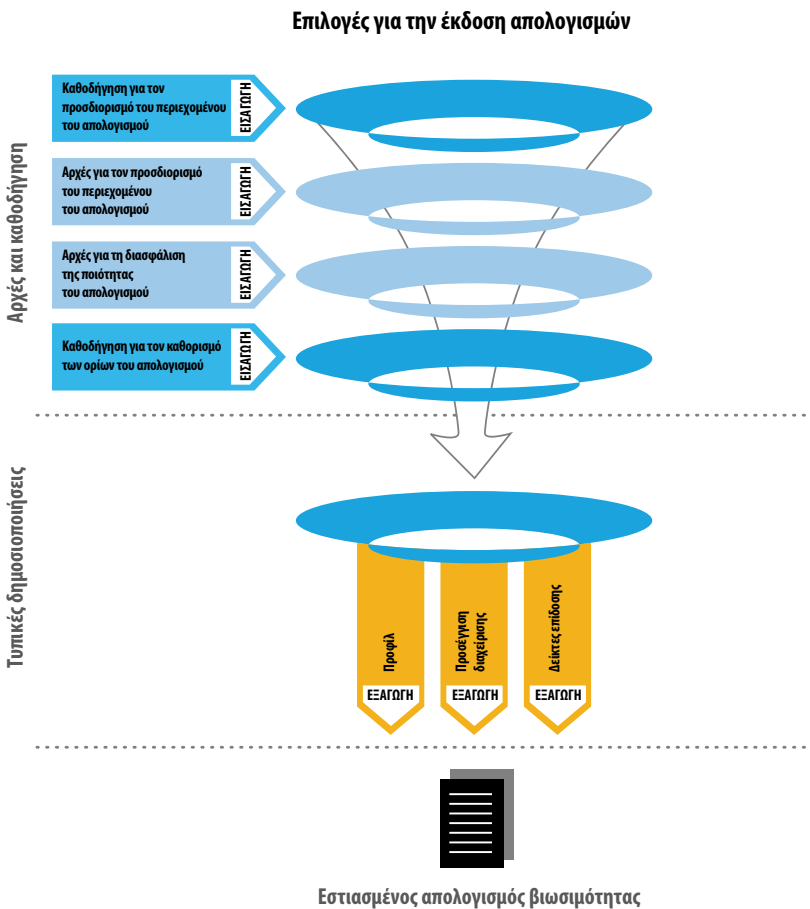 Επιλογές για την έκδοση απολογισμών
Αρχές και καθοδήγηση
Καθοδήγηση για τον
προσδιορισμό του περιεχομένου
του απολογισμού
ΕΙΣΑΓΩΓΗ
Αρχές για τον προσδιορισμό
του περιεχομένου
του απολογισμού
ΕΙΣΑΓΩΓΗ
Αρχές για τη διασφάλιση
της ποιότητας
του απολογισμού
ΕΙΣΑΓΩΓΗ
Καθοδήγηση για τον καθορισμό
των ορίων του απολογισμού
ΕΙΣΑΓΩΓΗ
Τυπικές δημοσιοποιήσεις
Προφίλ
ΕΞΑΓΩΓΗ
Προσέγγιση
διαχείρισης
ΕΞΑΓΩΓΗ
Δείκτες επίδοσης
ΕΞΑΓΩΓΗ
Εστιασμένος απολογισμός βιωσιμότητας